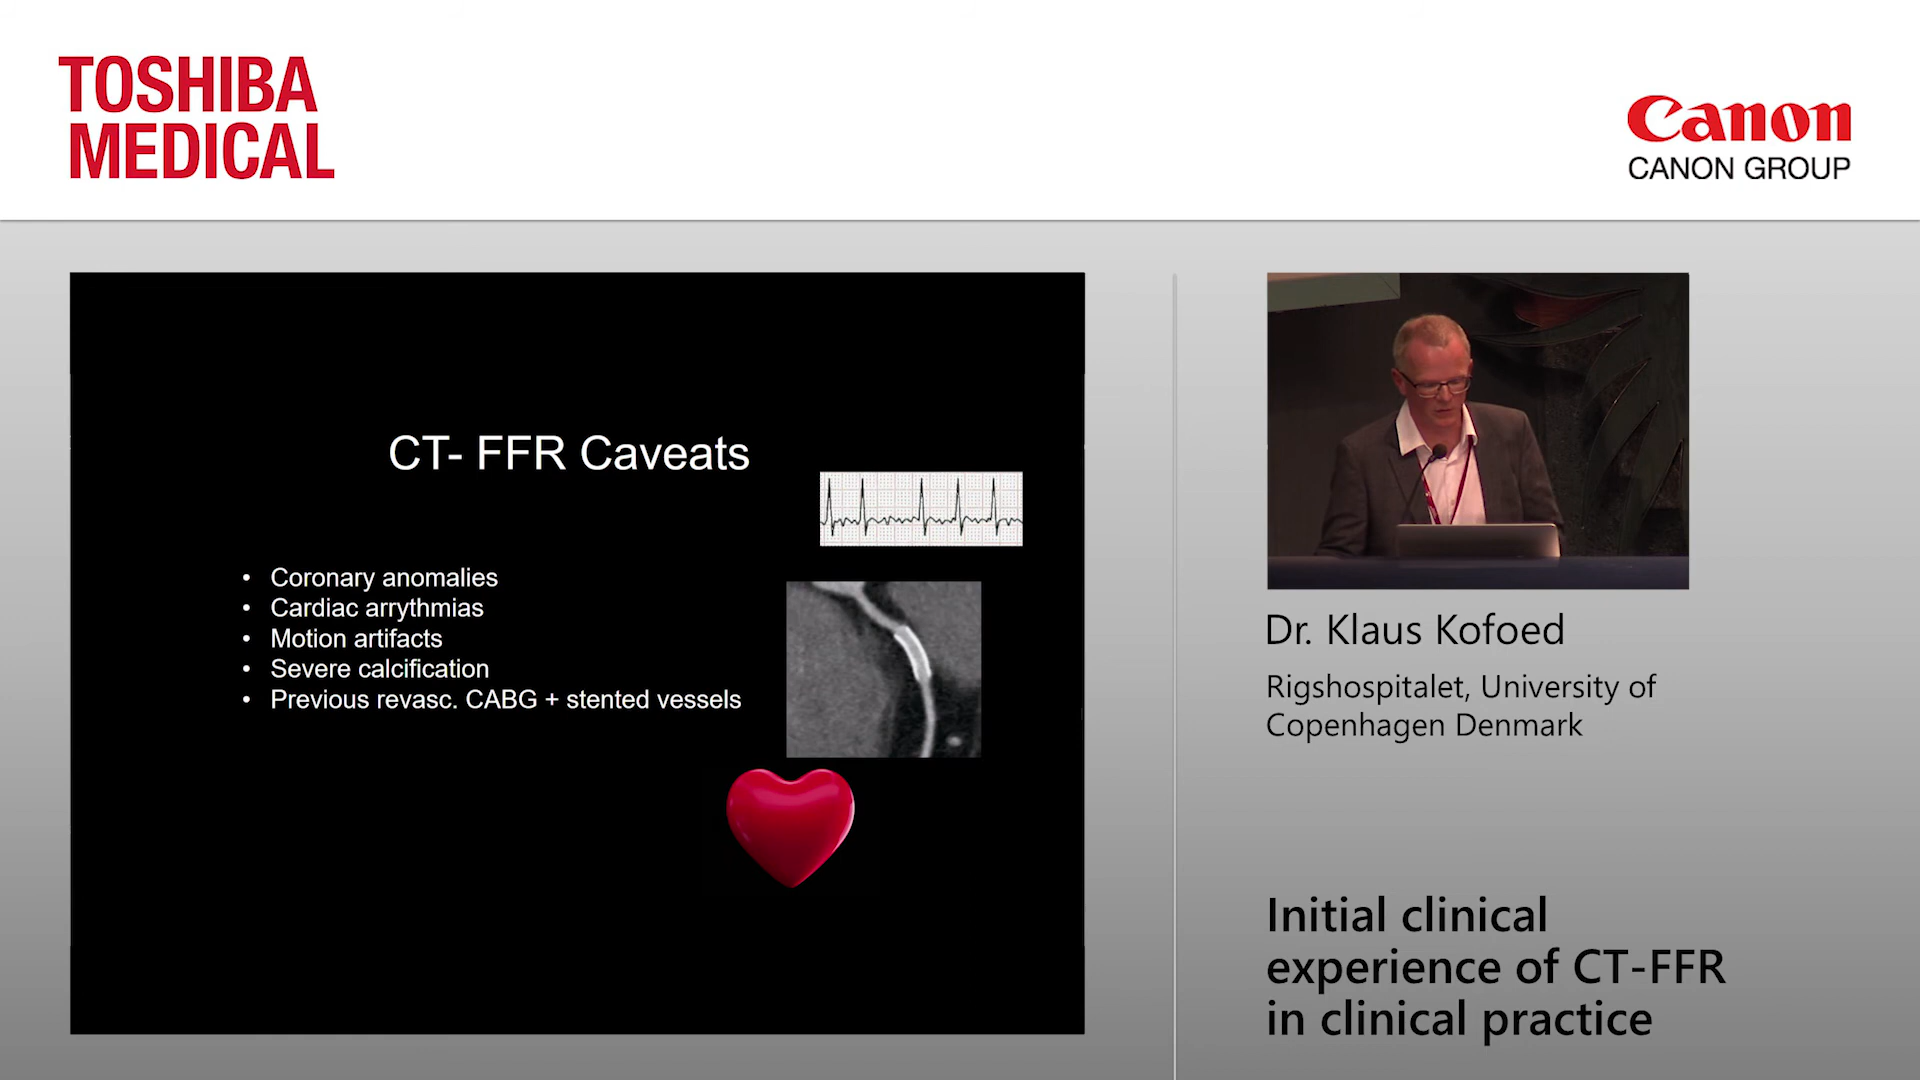 TOSHIBA
MEDICAL
Canon
CANON GROUP
CT- FFR Caveats
• Coronary anomalies
• Cardiac arrythmias
• Motion artifacts
• Severe calcification
• Previous revasc. CABG + stented vessels
Dr. Klaus Kofoed
Rigshospitalet, University of
Copenhagen Denmark
Initial clinical
experience of CT-FFR
in clinical practice